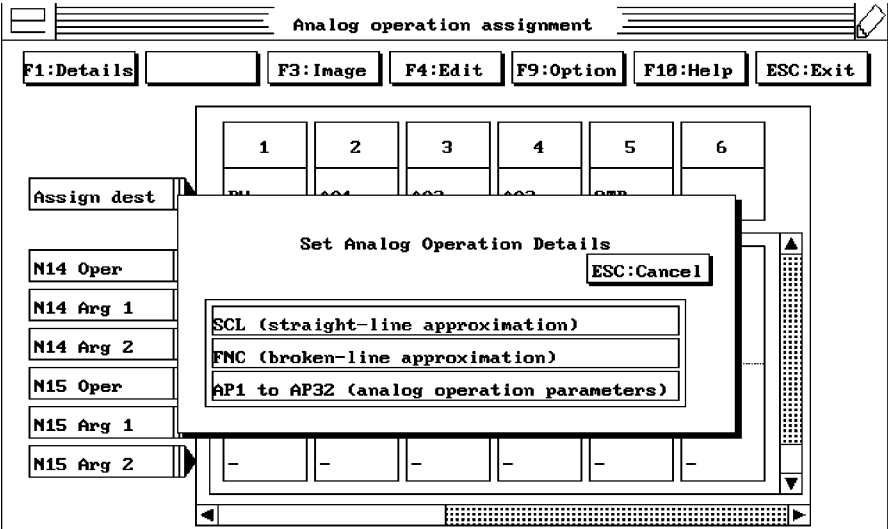 Analog operation assignment
F1:Details F3:Image F4:Edit F9:Option F10:Help ESC:Exit
1 2 3 4 5 6
Assign dest
Set Analog Operation Details
ESC:Cancel
N14 Oper
N14 Arg 1
SCL (straight-line approximation)
N14 Arg 2
FNC (broken-line approximation)
N15 Oper
AP1 to AP32 (analog operation parameters)
N15 Arg 1
N15 Arg 2
- - - - - -